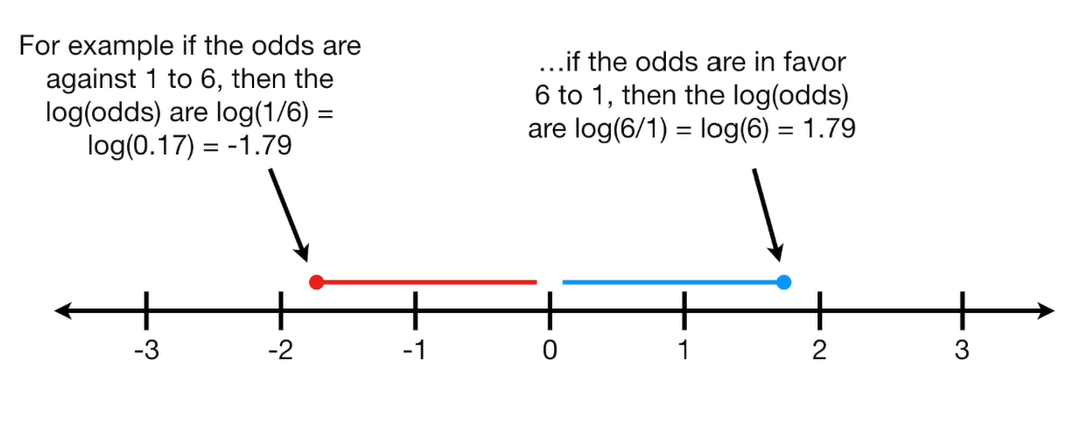 For example if the odds are
against 1 to 6, then the
log(odds) are log(1/6) =
log(0.17) = -1.79
...if the odds are in favor
6 to 1, then the log(odds)
are log(6/1) = log(6) = 1.79
-3 -2 -1 0 1 2 3